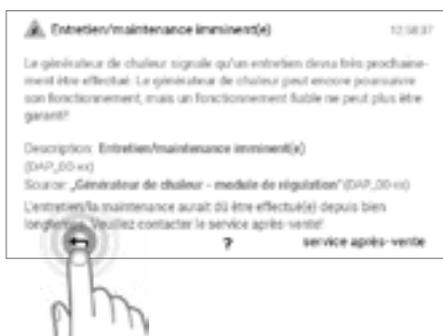 Entretien/maintenance imminent(e) 12:58:37
Le générateur de chaleur signale qu'un entretien devra très prochaine-
ment être effectué. Le générateur de chaleur peut encore poursuivre
son fonctionnement, mais un fonctionnement fiable ne peut plus être
garanti!
Description: Entretien/maintenance imminent(e)
(DAP_00-xx)
Source: „Générateur de chaleur - module de régulation" (DAP_00-xx)
L'entretien/la maintenance aurait dû être effectué(e) depuis bien
longtemps. Veuillez contacter le service après-vente!
? service après-vente